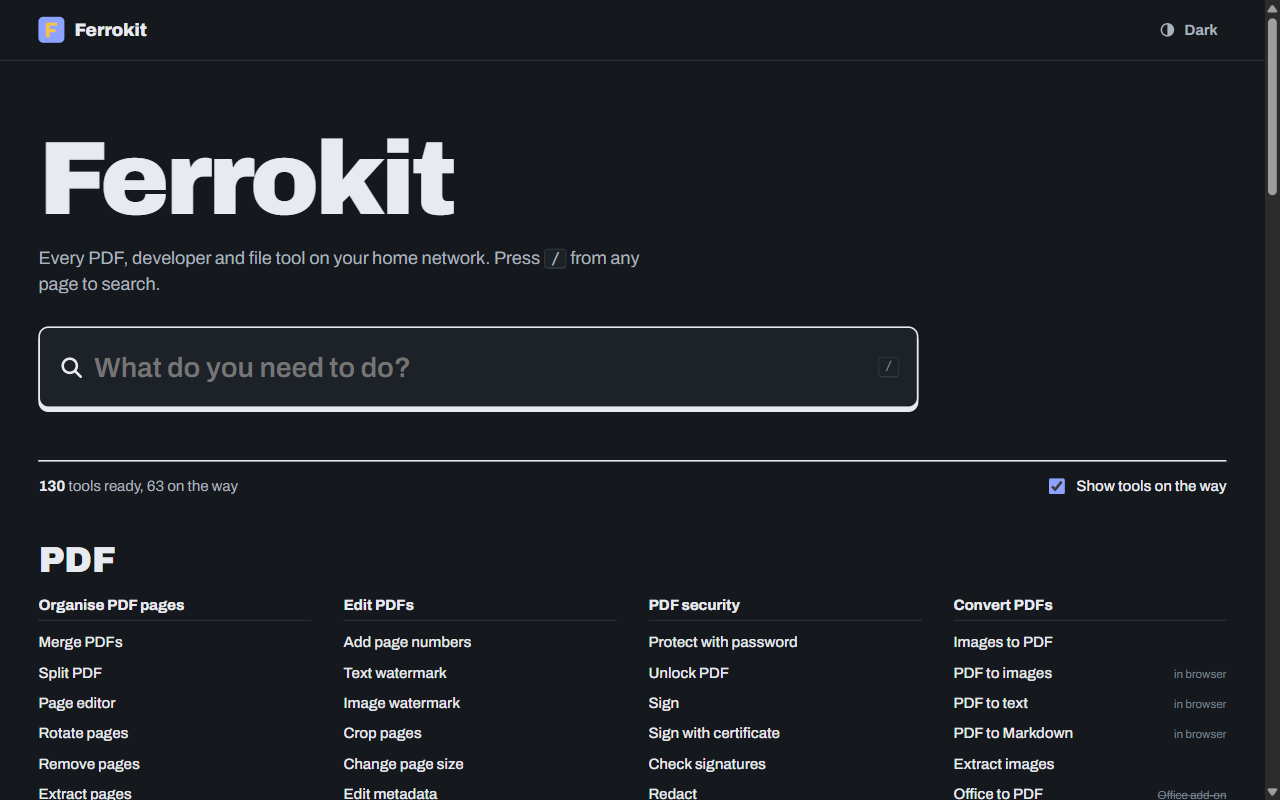 F Ferrokit
Dark
Ferrokit
Every PDF, developer and file tool on your home network. Press / from any
page to search.
What do you need to do? /
130 tools ready, 63 on the way
Show tools on the way
PDF
Organise PDF pages
Merge PDFs
Split PDF
Page editor
Rotate pages
Remove pages
Extract pages
Edit PDFs
Add page numbers
Text watermark
Image watermark
Crop pages
Change page size
Edit metadata
PDF security
Protect with password
Unlock PDF
Sign
Sign with certificate
Check signatures
Redact
Convert PDFs
Images to PDF
PDF to images in browser
PDF to text in browser
PDF to Markdown in browser
Extract images
Office to PDF Office add-on